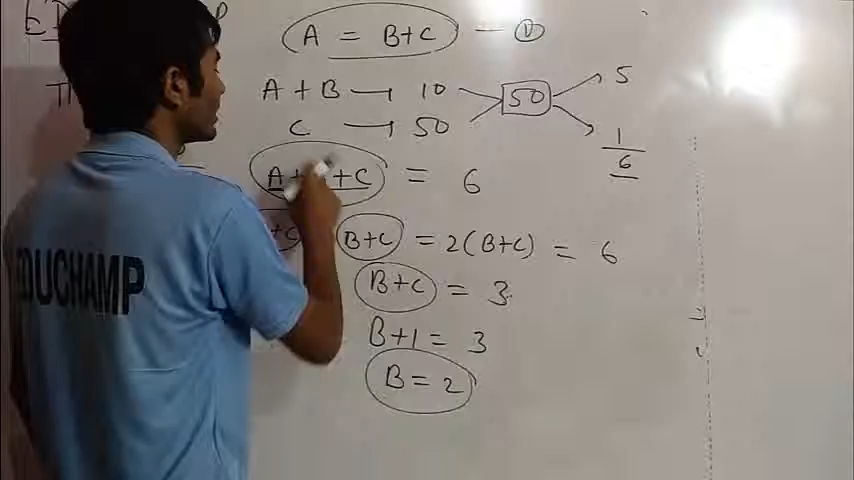 A = B+C — ①
A + B → 10
50
5
C → 50
1
6
A+ +C = 6
+C B+C = 2(B+C) = 6
B+C = 3
B+1 = 3
B = 2
EDUCHAMP